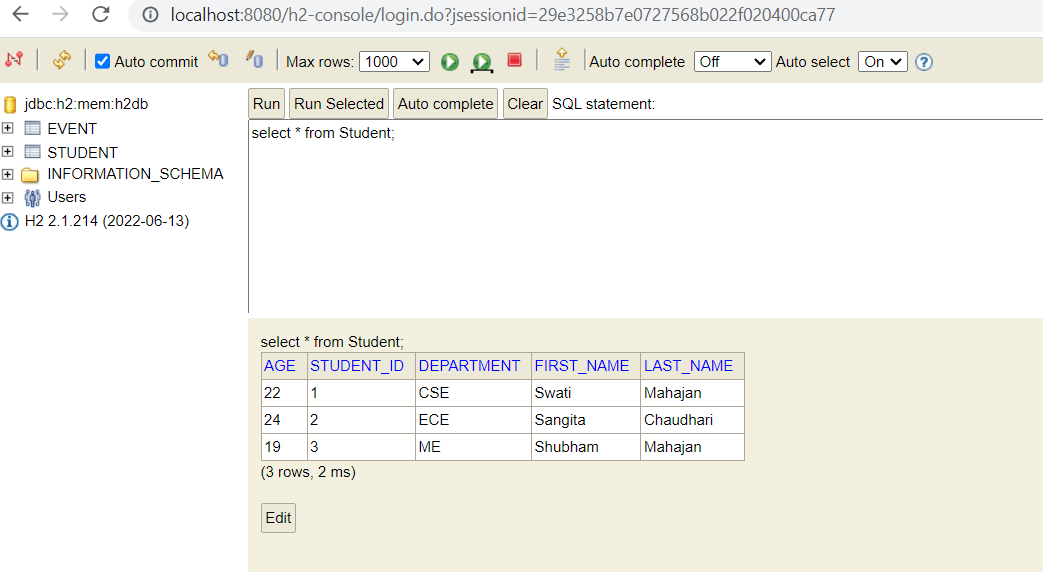 localhost:8080/h2-console/login.do?jsessionid=29e3258b7e0727568b022f020400ca77
Auto commit Max rows: 1000 Auto complete Off Auto select On ?
jdbc:h2:mem:h2db
EVENT
STUDENT
INFORMATION_SCHEMA
Users
H2 2.1.214 (2022-06-13)
Run Run Selected Auto complete Clear SQL statement:
select * from Student;
select * from Student;
AGE STUDENT_ID DEPARTMENT FIRST_NAME LAST_NAME
22 1 CSE Swati Mahajan
24 2 ECE Sangita Chaudhari
19 3 ME Shubham Mahajan
(3 rows, 2 ms)
Edit